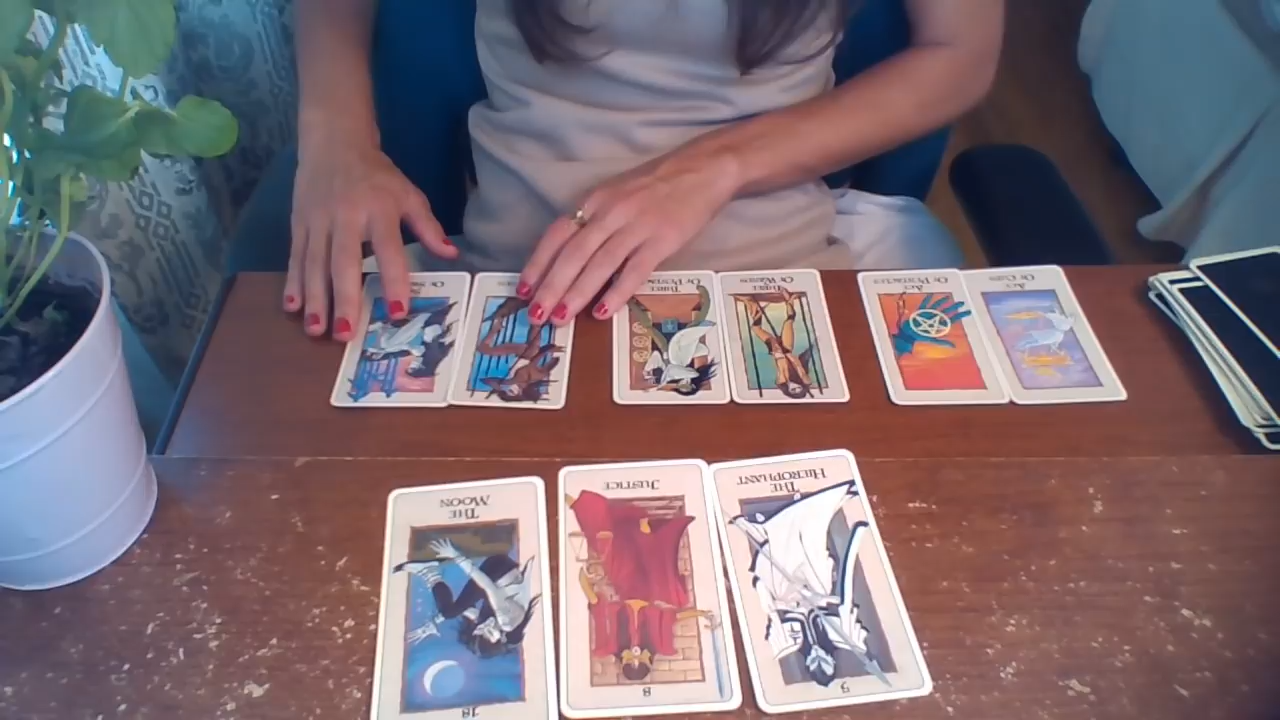 OF
THREE
OF PENTACLES
THREE
OF WANDS
ACE
OF PENTACLES
ACE
OF CUPS
THE
MOON
18
JUSTICE
8
THE
HIEROPHANT
5